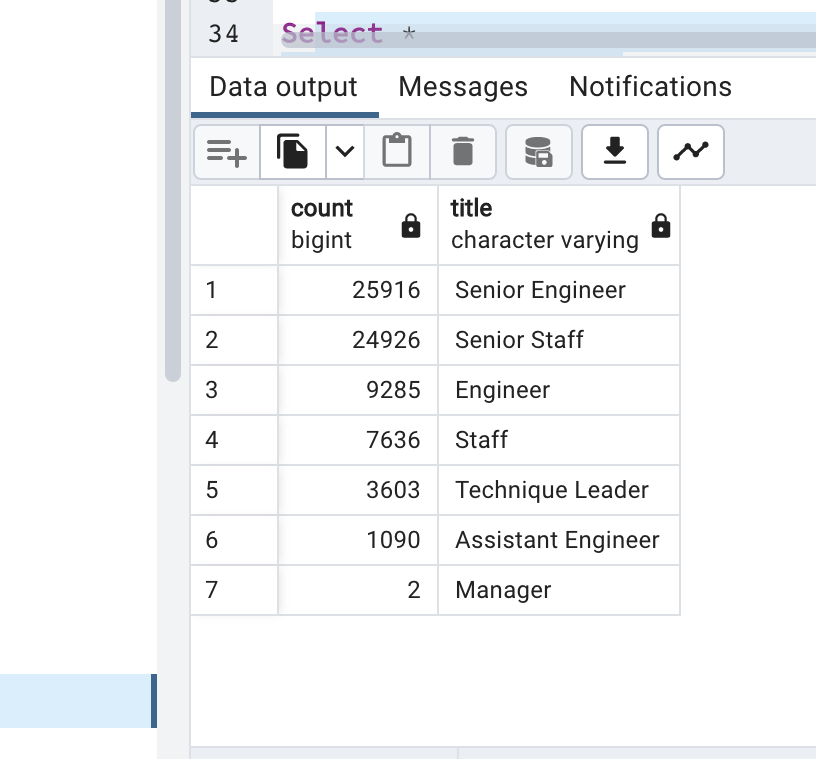 34 Select *
Data output Messages Notifications
count title
bigint character varying
1 25916 Senior Engineer
2 24926 Senior Staff
3 9285 Engineer
4 7636 Staff
5 3603 Technique Leader
6 1090 Assistant Engineer
7 2 Manager